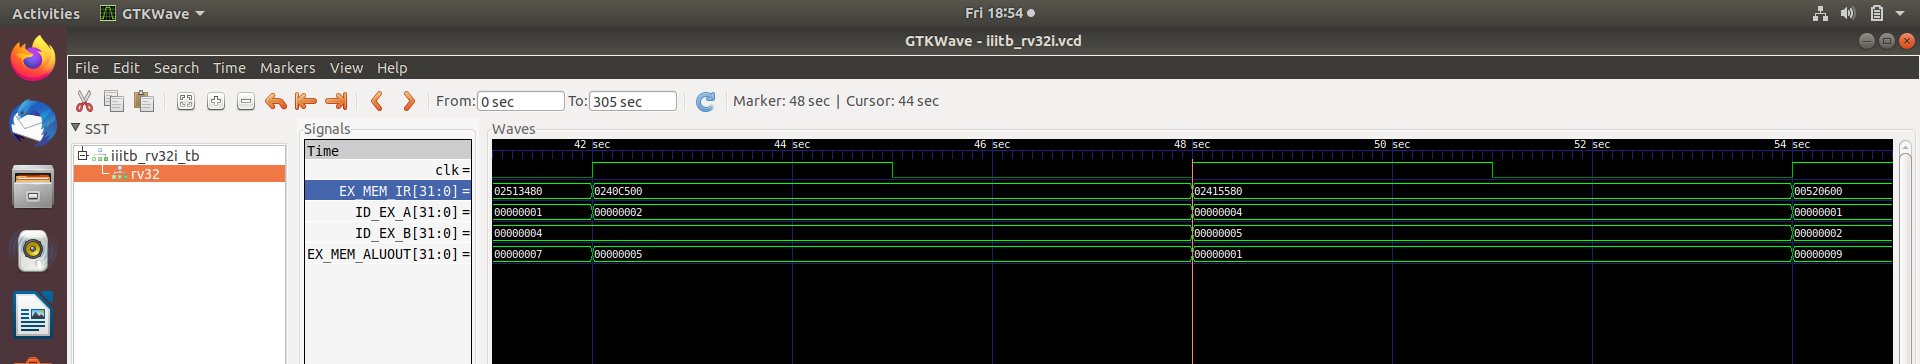 Activities GTKWave Fri 18:54
GTKWave - iiitb_rv32i.vcd
File Edit Search Time Markers View Help
From: 0 sec To: 305 sec Marker: 48 sec | Cursor: 44 sec
SST Signals Waves
iiitb_rv32i_tb
rv32
Time 42 sec 44 sec 46 sec 48 sec 50 sec 52 sec 54 sec
clk =
EX_MEM_IR[31:0] = 02513480 0240C500 02415580 00520600
ID_EX_A[31:0] = 00000001 00000002 00000004 00000001
ID_EX_B[31:0] = 00000004 00000005 00000002
EX_MEM_ALUOUT[31:0] = 00000007 00000005 00000001 00000009